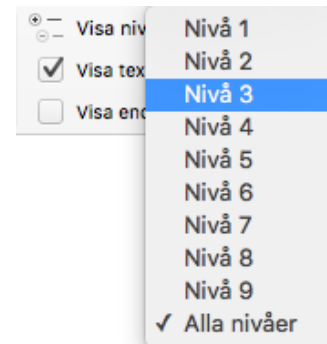 Visa niv
Visa tex
Visa end
Nivå 1
Nivå 2
Nivå 3
Nivå 4
Nivå 5
Nivå 6
Nivå 7
Nivå 8
Nivå 9
Alla nivåer